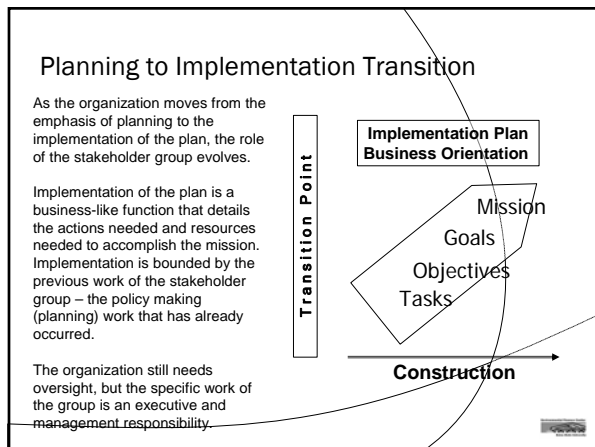 Planning to Implementation Transition
As the organization moves from the
emphasis of planning to the
implementation of the plan, the role
of the stakeholder group evolves.
Implementation of the plan is a
business-like function that details
the actions needed and resources
needed to accomplish the mission.
Implementation is bounded by the
previous work of the stakeholder
group – the policy making
(planning) work that has already
occurred.
The organization still needs
oversight, but the specific work of
the group is an executive and
management responsibility.
Transition Point
Implementation Plan
Business Orientation
Mission
Goals
Objectives
Tasks
Construction